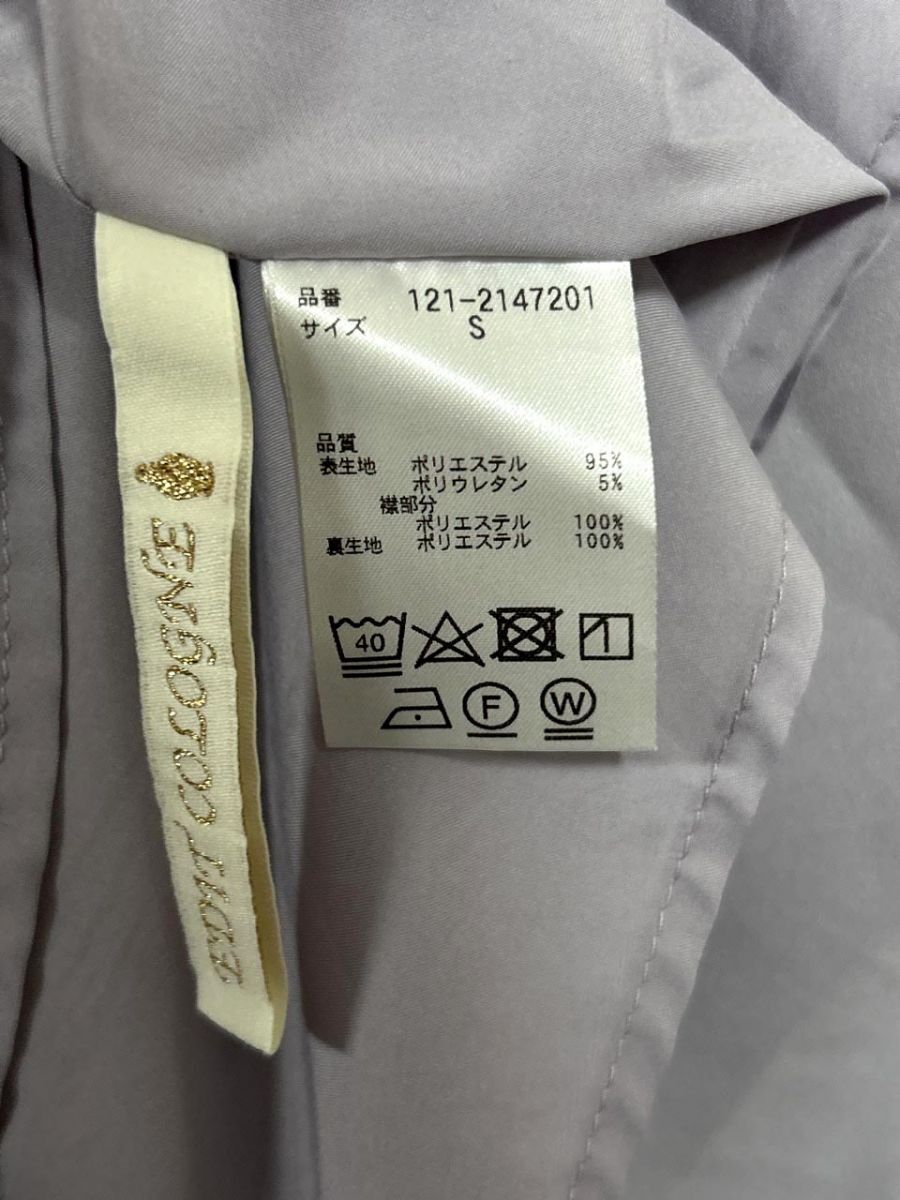 品番 121-2147201
サイズ S
品質
表生地 ポリエステル 95%
ポリウレタン 5%
襟部分
ポリエステル 100%
裏生地 ポリエステル 100%
40
F W
COLOGNE